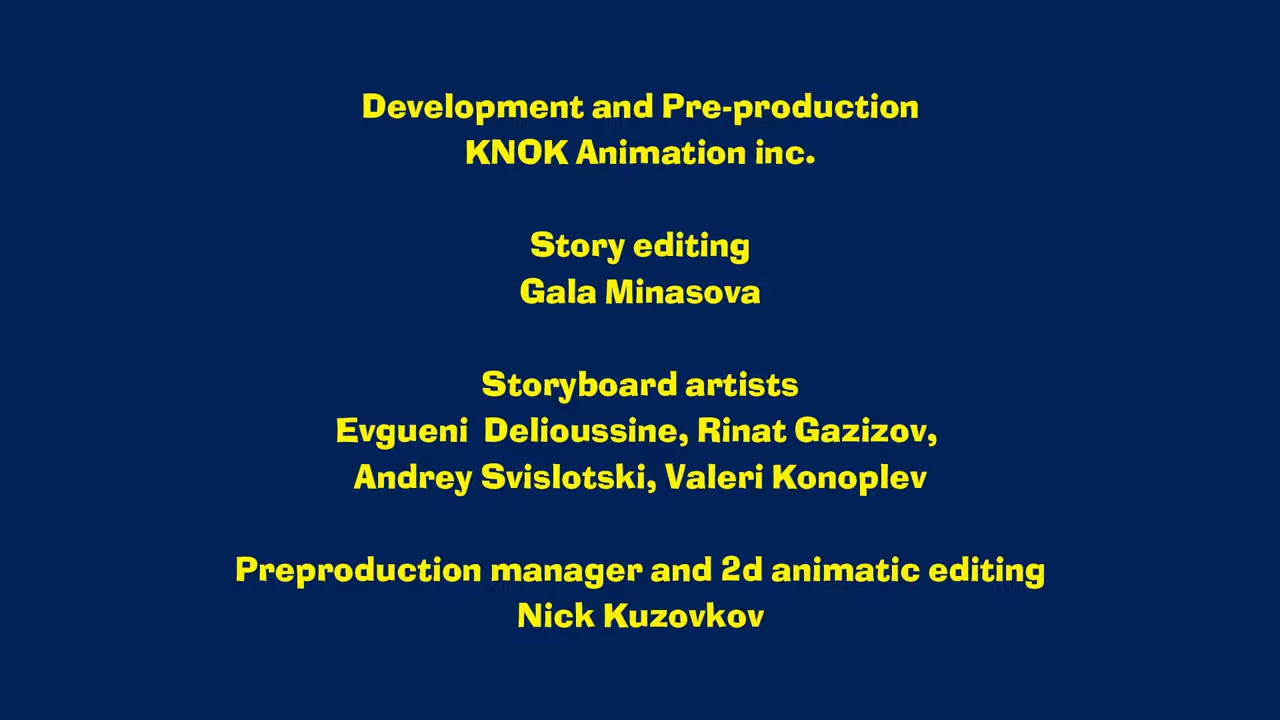 Development and Pre-production
KNOK Animation inc.
Story editing
Gala Minasova
Storyboard artists
Evgueni  Delioussine, Rinat Gazizov,
Andrey Svislotski, Valeri Konoplev
Preproduction manager and 2d animatic editing
Nick Kuzovkov